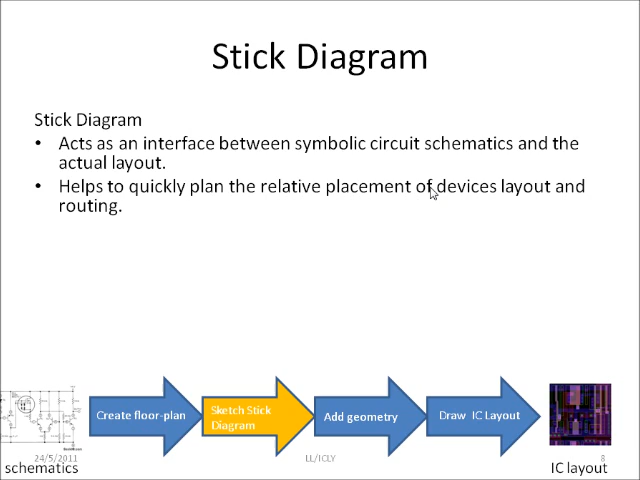 Stick Diagram
Stick Diagram
• Acts as an interface between symbolic circuit schematics and the
actual layout.
• Helps to quickly plan the relative placement of devices layout and
routing.
Create floor-plan
Sketch Stick
Diagram
Add geometry
Draw IC Layout
24/5/2011
LL/ICLY
8
schematics
IC layout